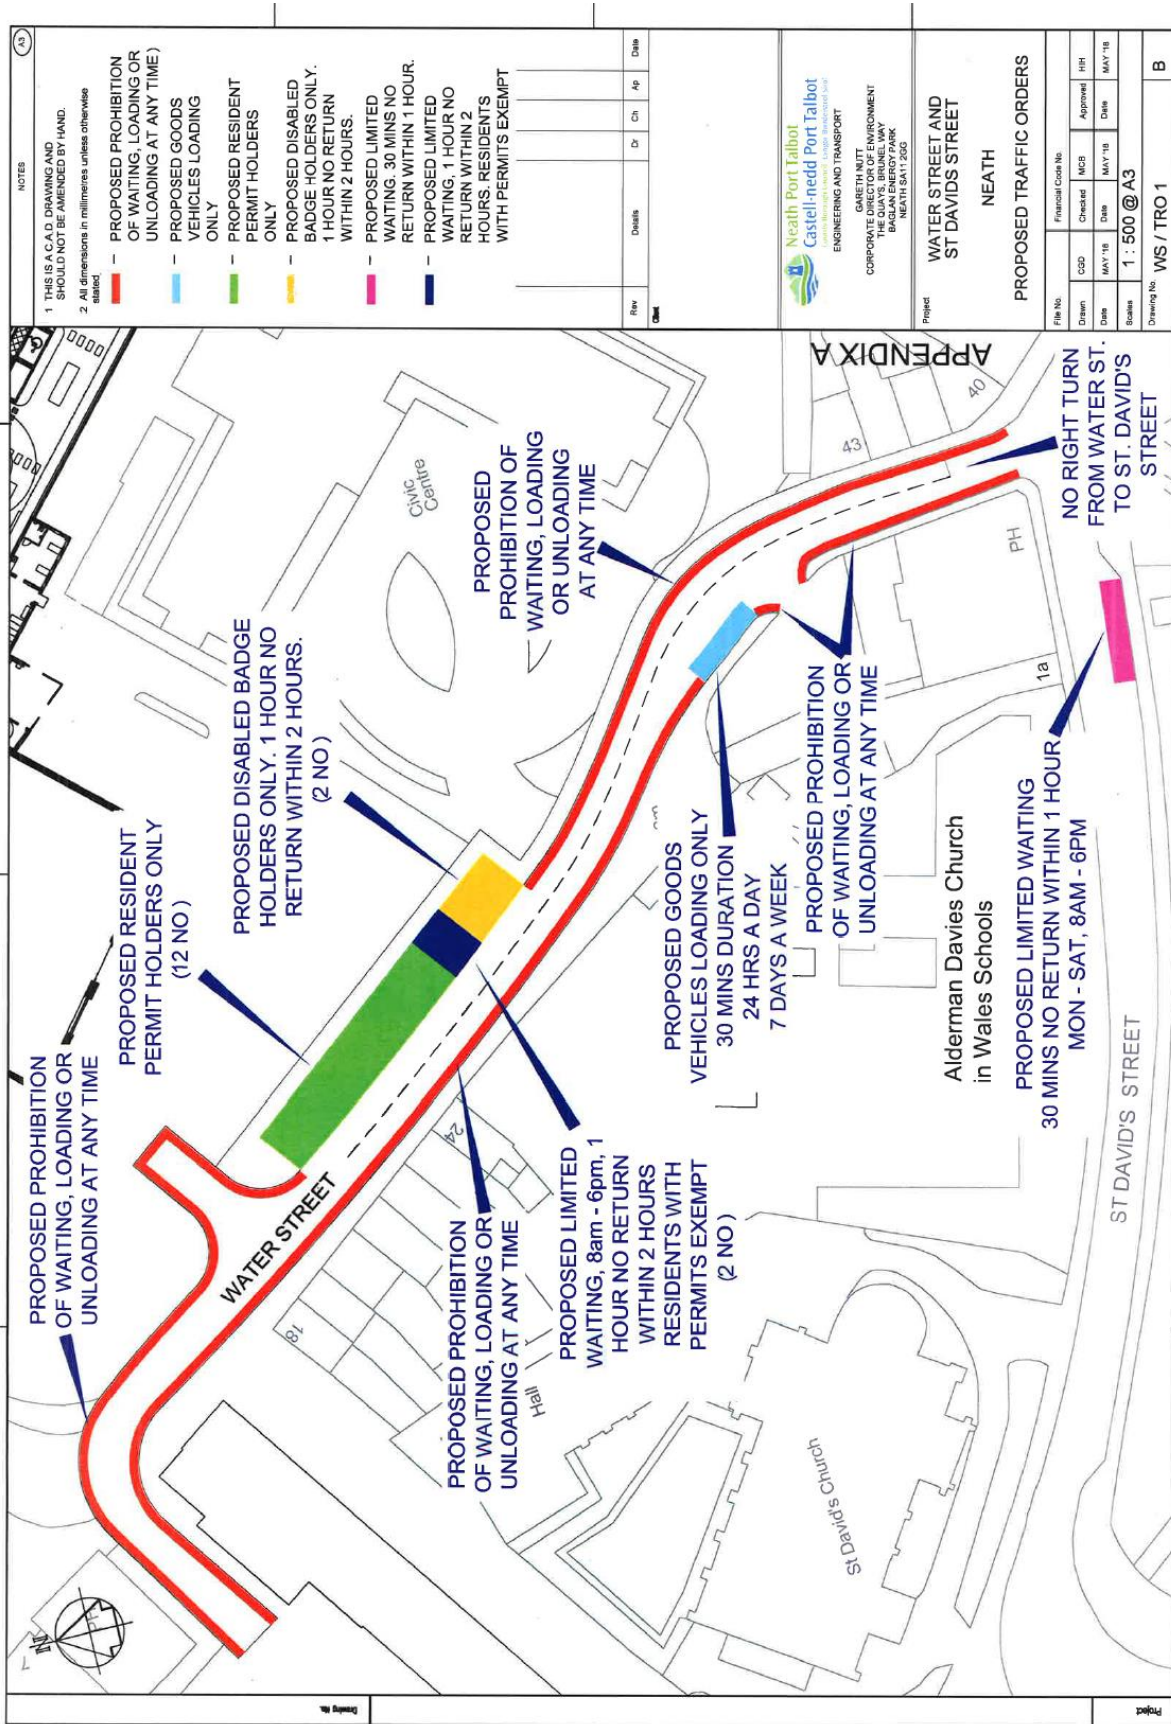 NOTES
A3
1 THIS IS A C.A.D. DRAWING AND
SHOULD NOT BE AMENDED BY HAND.
2 All dimensions in millimetres unless otherwise
stated
– PROPOSED PROHIBITION
OF WAITING, LOADING OR
UNLOADING AT ANY TIME)
– PROPOSED GOODS
VEHICLES LOADING
ONLY
– PROPOSED RESIDENT
PERMIT HOLDERS
ONLY
– PROPOSED DISABLED
BADGE HOLDERS ONLY.
1 HOUR NO RETURN
WITHIN 2 HOURS.
– PROPOSED LIMITED
WAITING. 30 MINS NO
RETURN WITHIN 1 HOUR.
– PROPOSED LIMITED
WAITING, 1 HOUR NO
RETURN WITHIN 2
HOURS. RESIDENTS
WITH PERMITS EXEMPT
Rev Details Dr Ch Ap Date
Client
Neath Port Talbot
Castell-nedd Port Talbot
ENGINEERING AND TRANSPORT
GARETH NUTT
CORPORATE DIRECTOR OF ENVIRONMENT
THE QUAYS, BRUNEL WAY
BAGLAN ENERGY PARK
NEATH SA11 2GG
Project
WATER STREET AND
ST DAVIDS STREET
NEATH
PROPOSED TRAFFIC ORDERS
File No. Financial Code No.
Drawn CGD Checked MCB Approved HIH
Date MAY '18 Date MAY '18 Date MAY '18
Scales 1 : 500 @ A3
Drawing No. WS / TRO 1 B
APPENDIX A
PROPOSED PROHIBITION
OF WAITING, LOADING OR
UNLOADING AT ANY TIME
PROPOSED RESIDENT
PERMIT HOLDERS ONLY
(12 NO )
PROPOSED DISABLED BADGE
HOLDERS ONLY. 1 HOUR NO
RETURN WITHIN 2 HOURS.
(2 NO )
Civic
Centre
PROPOSED
PROHIBITION OF
WAITING, LOADING
OR UNLOADING
AT ANY TIME
N
PH
7
WATER STREET
18
24
Hall
43
40
PROPOSED PROHIBITION
OF WAITING, LOADING OR
UNLOADING AT ANY TIME
PROPOSED LIMITED
WAITING, 8am - 6pm, 1
HOUR NO RETURN
WITHIN 2 HOURS
RESIDENTS WITH
PERMITS EXEMPT
(2 NO )
PROPOSED GOODS
VEHICLES LOADING ONLY
30 MINS DURATION
24 HRS A DAY
7 DAYS A WEEK
PROPOSED PROHIBITION
OF WAITING, LOADING OR
UNLOADING AT ANY TIME
NO RIGHT TURN
FROM WATER ST.
TO ST. DAVID'S
STREET
PH
1a
St David's Church
Alderman Davies Church
in Wales Schools
PROPOSED LIMITED WAITING
30 MINS NO RETURN WITHIN 1 HOUR
MON - SAT, 8AM - 6PM
ST DAVID'S STREET
Drawing No.
Project